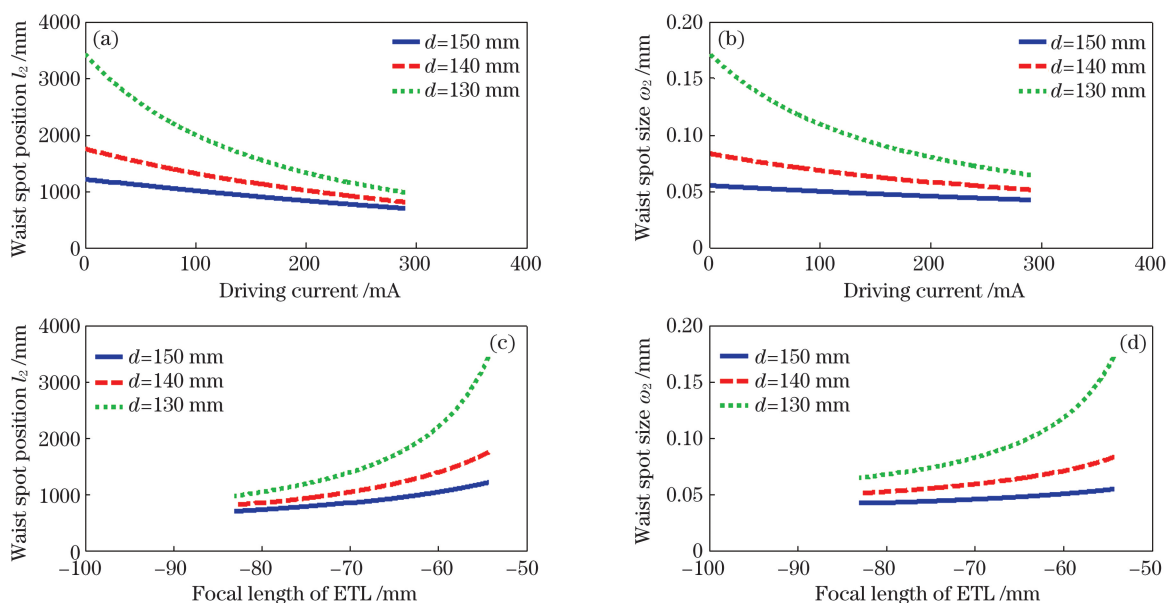 (a)
Waist spot position l₂ /mm
4000
3000
2000
1000
0
d=150 mm
d=140 mm
d=130 mm
0 100 200 300 400
Driving current /mA
(b)
Waist spot size ω₂ /mm
0.20
0.15
0.10
0.05
0
d=150 mm
d=140 mm
d=130 mm
0 100 200 300 400
Driving current /mA
(c)
Waist spot position l₂ /mm
4000
3000
2000
1000
0
d=150 mm
d=140 mm
d=130 mm
−100 −90 −80 −70 −60 −50
Focal length of ETL /mm
(d)
Waist spot size ω₂ /mm
0.20
0.15
0.10
0.05
0
d=150 mm
d=140 mm
d=130 mm
−100 −90 −80 −70 −60 −50
Focal length of ETL /mm